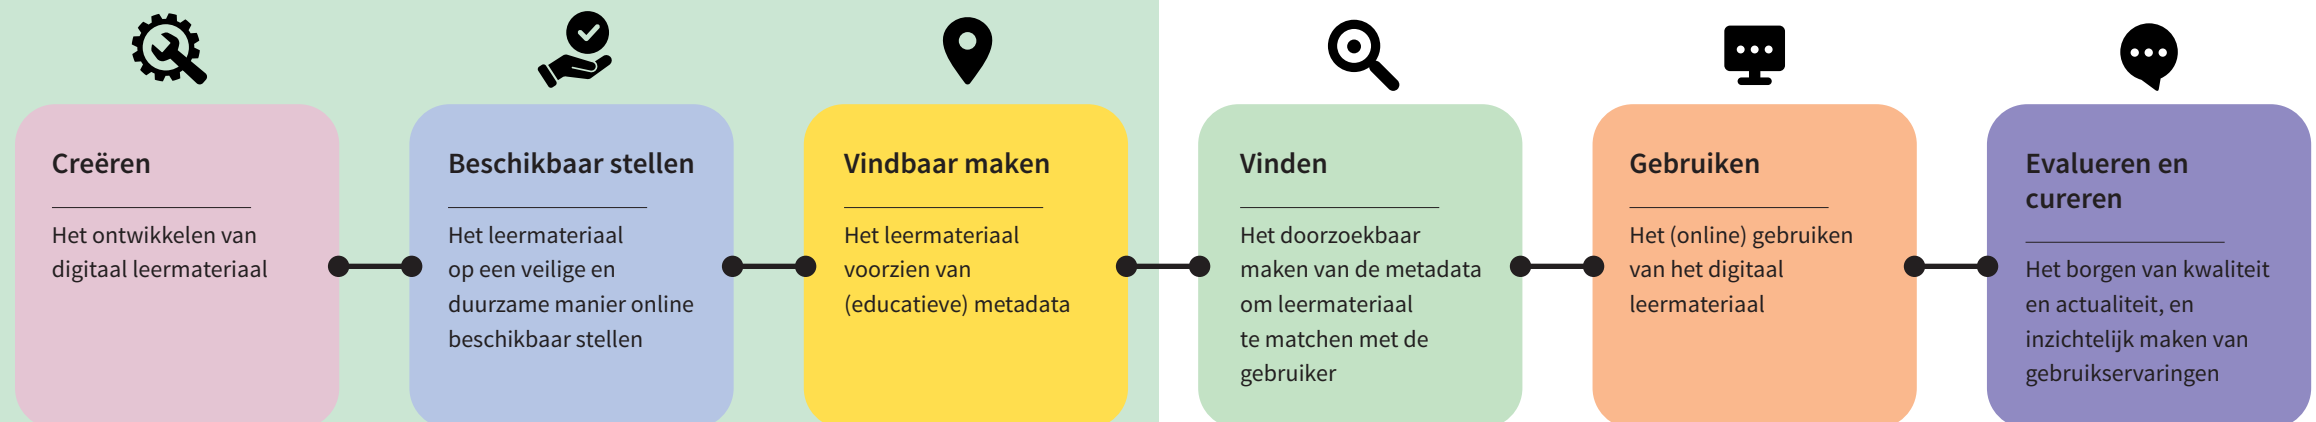 Creëren
Het ontwikkelen van
digitaal leermateriaal
Beschikbaar stellen
Het leermateriaal
op een veilige en
duurzame manier online
beschikbaar stellen
Vindbaar maken
Het leermateriaal
voorzien van
(educatieve) metadata
Vinden
Het doorzoekbaar
maken van de metadata
om leermateriaal
te matchen met de
gebruiker
Gebruiken
Het (online) gebruiken
van het digitaal
leermateriaal
Evalueren en
cureren
Het borgen van kwaliteit
en actualiteit, en
inzichtelijk maken van
gebruikservaringen